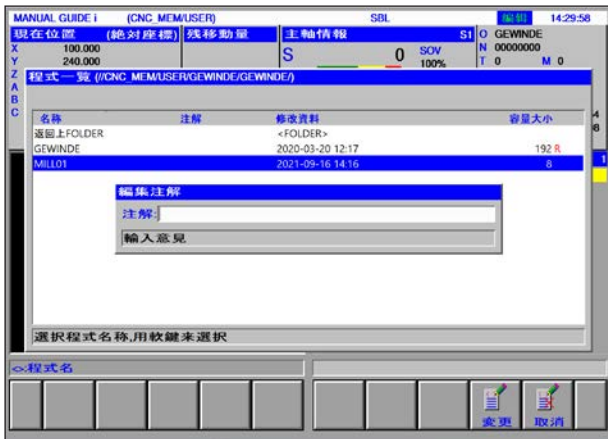 MANUAL GUIDE i (CNC_MEM/USER) SBL 編輯 14:29:58
現在位置 (絶対座標) 残移動量 主軸情報 S1 O GEWINDE
X 100.000 S 0 SOV 100% N 00000000
Y 240.000 T 0 M 0
Z 程式一覧 (//CNC_MEM/USER/GEWINDE/GEWINDE/)
A
B
C 名称 注解 修改資料 容量大小 4
返回上FOLDER <FOLDER> 8
GEWINDE 2020-03-20 12:17 192 R
MILL01 2021-09-16 14:16 8 1
編集注解
注解:
輸入意見
選択程式名称,用軟鍵来選択
<>:程式名
変更 取消